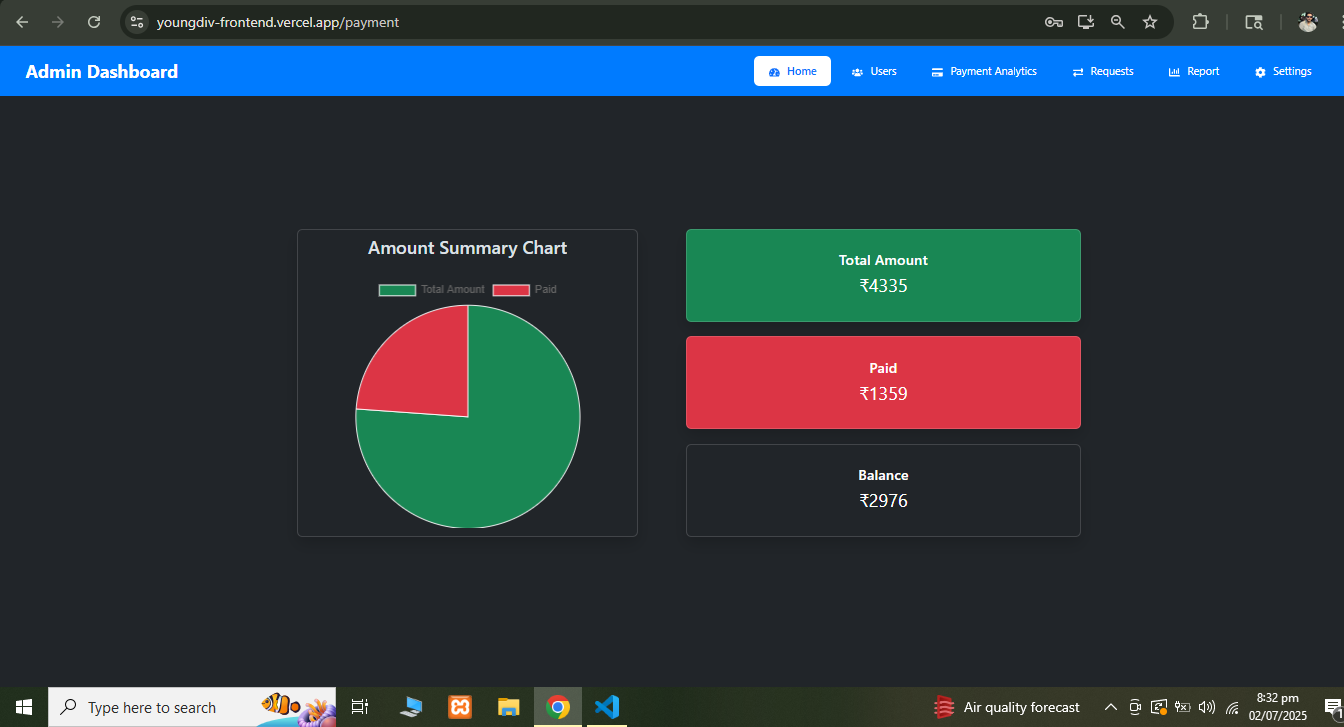 youngdiv-frontend.vercel.app/payment
Admin Dashboard
Home
Users
Payment Analytics
Requests
Report
Settings
Amount Summary Chart
Total Amount
Paid
Total Amount
₹4335
Paid
₹1359
Balance
₹2976
Type here to search
Air quality forecast
8:32 pm
02/07/2025